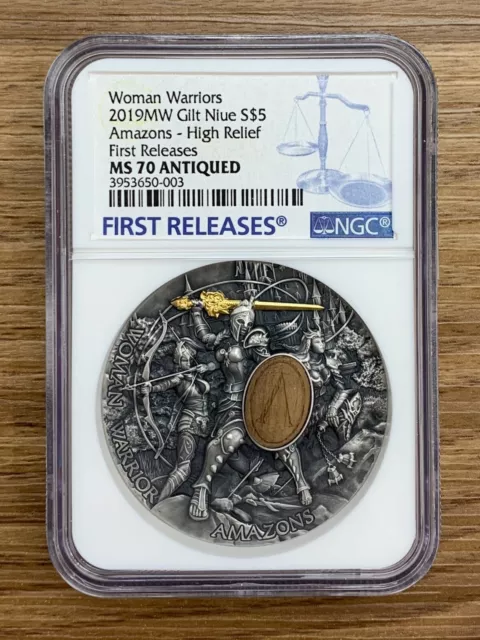 Woman Warriors
2019MW Gilt Niue S$5
Amazons - High Relief
First Releases
MS 70 ANTIQUED
3953650-003
FIRST RELEASES®
NGC®
WOMAN WARRIOR
AMAZONS